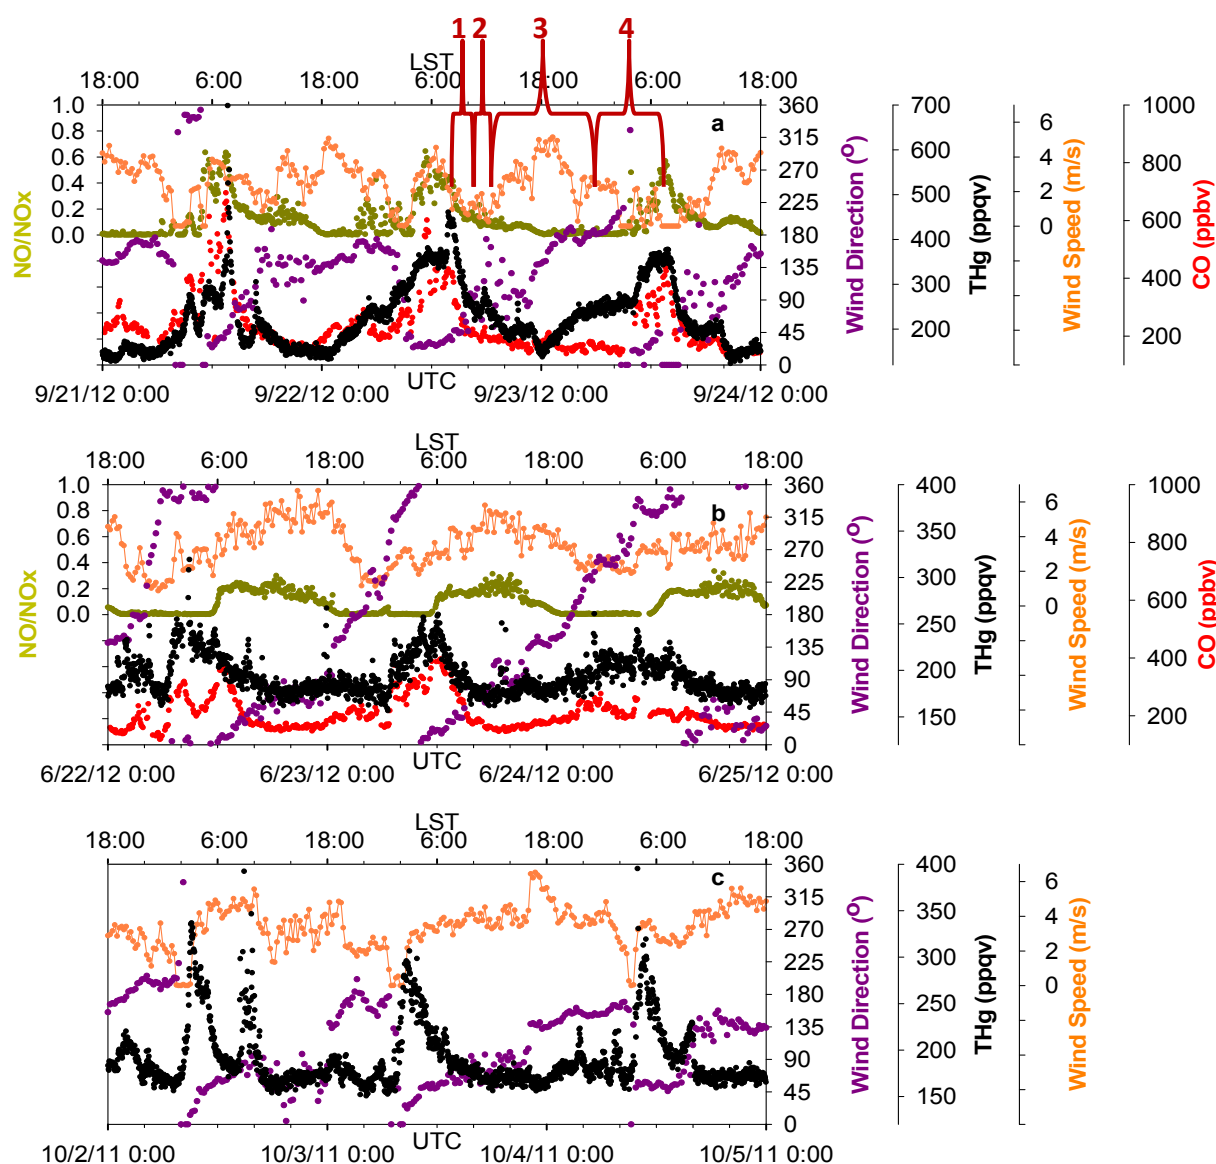 1 2 3 4
LST
18:00 6:00 18:00 6:00 18:00 6:00 18:00
1.0 360 700 1000
0.8 315 6
0.6 270 600 4 800
0.4 225 500 2
0.2 0 600
0.0 180 400
135 300 400
90
45 200 200
0
a
NO/NOx
Wind Direction (O)
THg (ppqv)
Wind Speed (m/s)
CO (ppbv)
UTC
9/21/12 0:00 9/22/12 0:00 9/23/12 0:00 9/24/12 0:00
LST
18:00 6:00 18:00 6:00 18:00 6:00 18:00
1.0 360 400 1000
0.8 315 6
0.6 270 350 4 800
0.4 225 300 2
0.2 0 600
0.0 180 250
135 200 400
90
45 150 200
0
b
NO/NOx
Wind Direction (O)
THg (ppqv)
Wind Speed (m/s)
CO (ppbv)
UTC
6/22/12 0:00 6/23/12 0:00 6/24/12 0:00 6/25/12 0:00
LST
18:00 6:00 18:00 6:00 18:00 6:00 18:00
360 400
315 350 6
270 4
225 300 2
180 250 0
135
90 200
45 150
0
c
Wind Direction (O)
THg (ppqv)
Wind Speed (m/s)
UTC
10/2/11 0:00 10/3/11 0:00 10/4/11 0:00 10/5/11 0:00